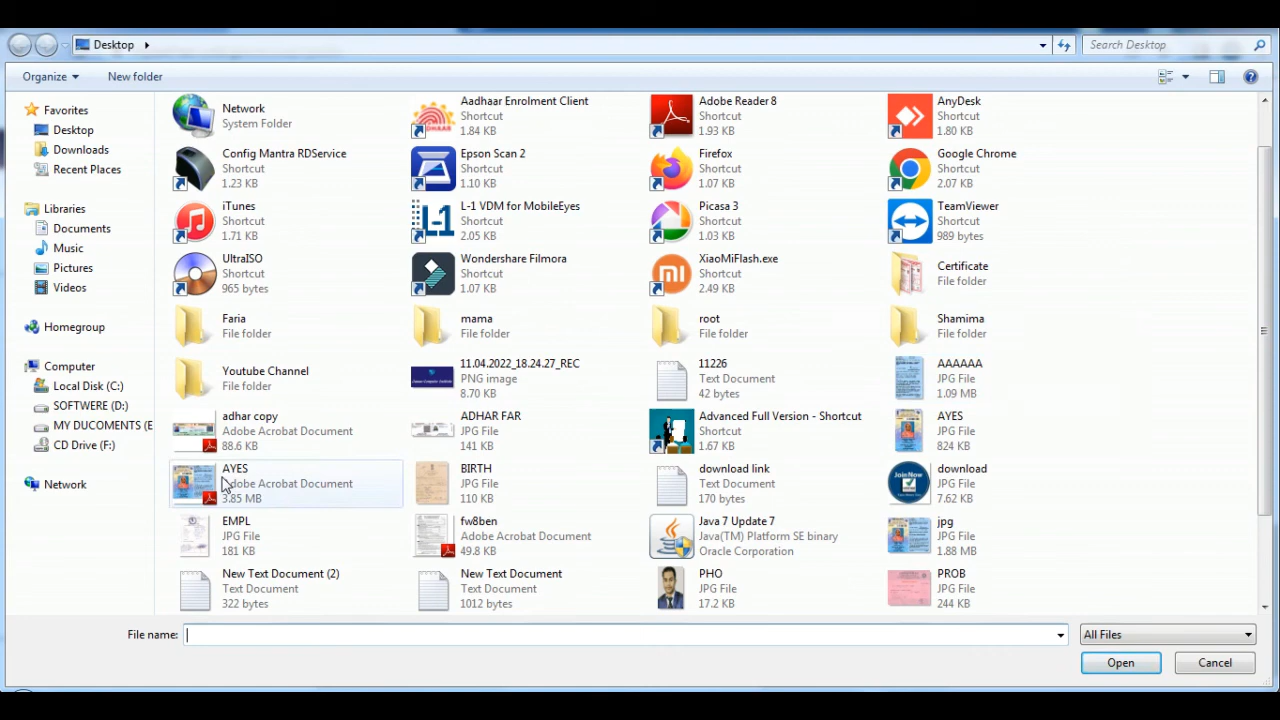 Desktop
Search Desktop
Organize
New folder
Favorites
Desktop
Downloads
Recent Places
Libraries
Documents
Music
Pictures
Videos
Homegroup
Computer
Local Disk (C:)
SOFTWERE (D:)
MY DUCOMENTS (E
CD Drive (F:)
Network
Network
System Folder
Aadhaar Enrolment Client
Shortcut
1.84 KB
Adobe Reader 8
Shortcut
1.93 KB
AnyDesk
Shortcut
1.80 KB
Config Mantra RDService
Shortcut
1.23 KB
Epson Scan 2
Shortcut
1.10 KB
Firefox
Shortcut
1.07 KB
Google Chrome
Shortcut
2.07 KB
iTunes
Shortcut
1.71 KB
L-1
L-1 VDM for MobileEyes
Shortcut
2.05 KB
Picasa 3
Shortcut
1.03 KB
TeamViewer
Shortcut
989 bytes
UltraISO
Shortcut
965 bytes
Wondershare Filmora
Shortcut
1.07 KB
XiaoMiFlash.exe
Shortcut
2.49 KB
Certificate
File folder
Faria
File folder
mama
File folder
root
File folder
Shamima
File folder
Youtube Channel
File folder
11.04.2022_18.24.27_REC
PNG image
8.70 KB
11226
Text Document
42 bytes
AAAAAA
JPG File
1.09 MB
adhar copy
Adobe Acrobat Document
88.6 KB
ADHAR FAR
JPG File
141 KB
Advanced Full Version - Shortcut
Shortcut
1.67 KB
AYES
JPG File
824 KB
AYES
Adobe Acrobat Document
3.85 MB
BIRTH
JPG File
110 KB
download link
Text Document
170 bytes
Join Now
download
JPG File
7.62 KB
EMPL
JPG File
181 KB
fw8ben
Adobe Acrobat Document
49.8 KB
Java 7 Update 7
Java(TM) Platform SE binary
Oracle Corporation
jpg
JPG File
1.88 MB
New Text Document (2)
Text Document
322 bytes
New Text Document
Text Document
1012 bytes
PHO
JPG File
17.2 KB
PROB
JPG File
244 KB
File name:
All Files
Open
Cancel